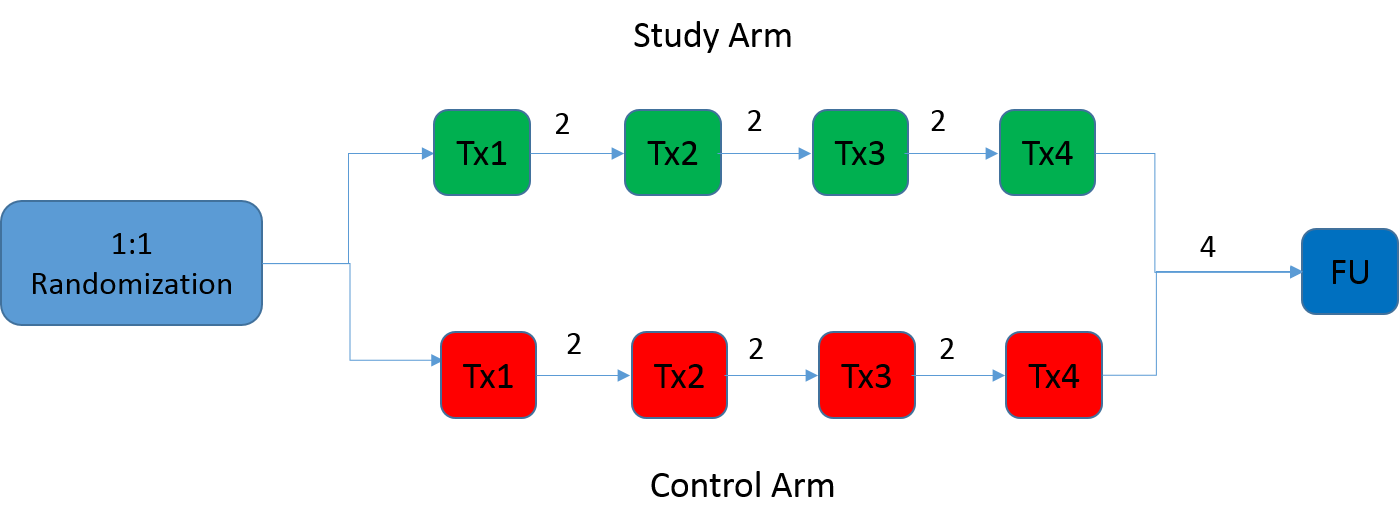 Study Arm
2
2
2
Tx1
Tx2
Tx3
Tx4
1:1
Randomization
4
FU
2
2
2
Tx1
Tx2
Tx3
Tx4
Control Arm